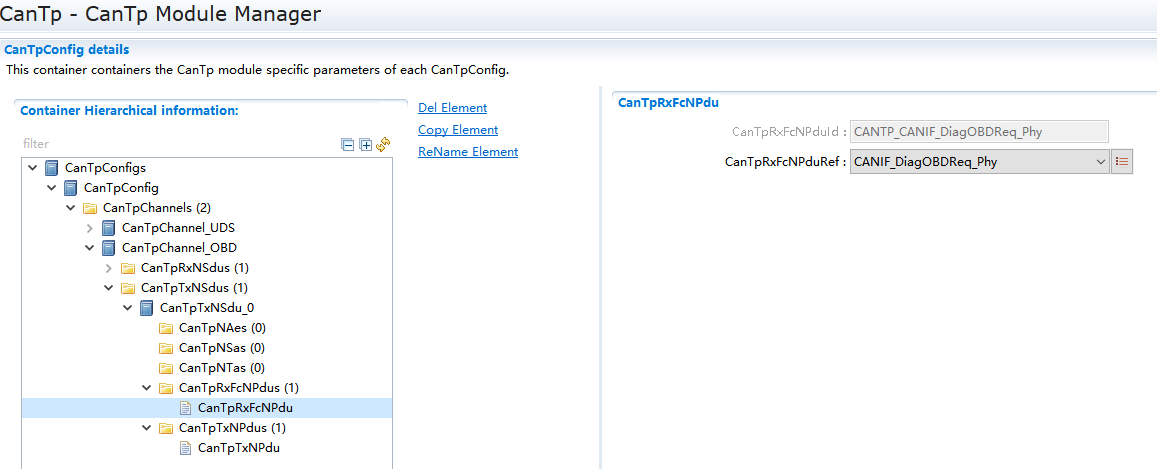 CanTp - CanTp Module Manager
CanTpConfig details
This container containers the CanTp module specific parameters of each CanTpConfig.
Container Hierarchical information:
filter
CanTpConfigs
CanTpConfig
CanTpChannels (2)
CanTpChannel_UDS
CanTpChannel_OBD
CanTpRxNSdus (1)
CanTpTxNSdus (1)
CanTpTxNSdu_0
CanTpNAes (0)
CanTpNSas (0)
CanTpNTas (0)
CanTpRxFcNPdus (1)
CanTpRxFcNPdu
CanTpTxNPdus (1)
CanTpTxNPdu
Del Element
Copy Element
ReName Element
CanTpRxFcNPdu
CanTpRxFcNPduId : CANTP_CANIF_DiagOBDReq_Phy
CanTpRxFcNPduRef : CANIF_DiagOBDReq_Phy